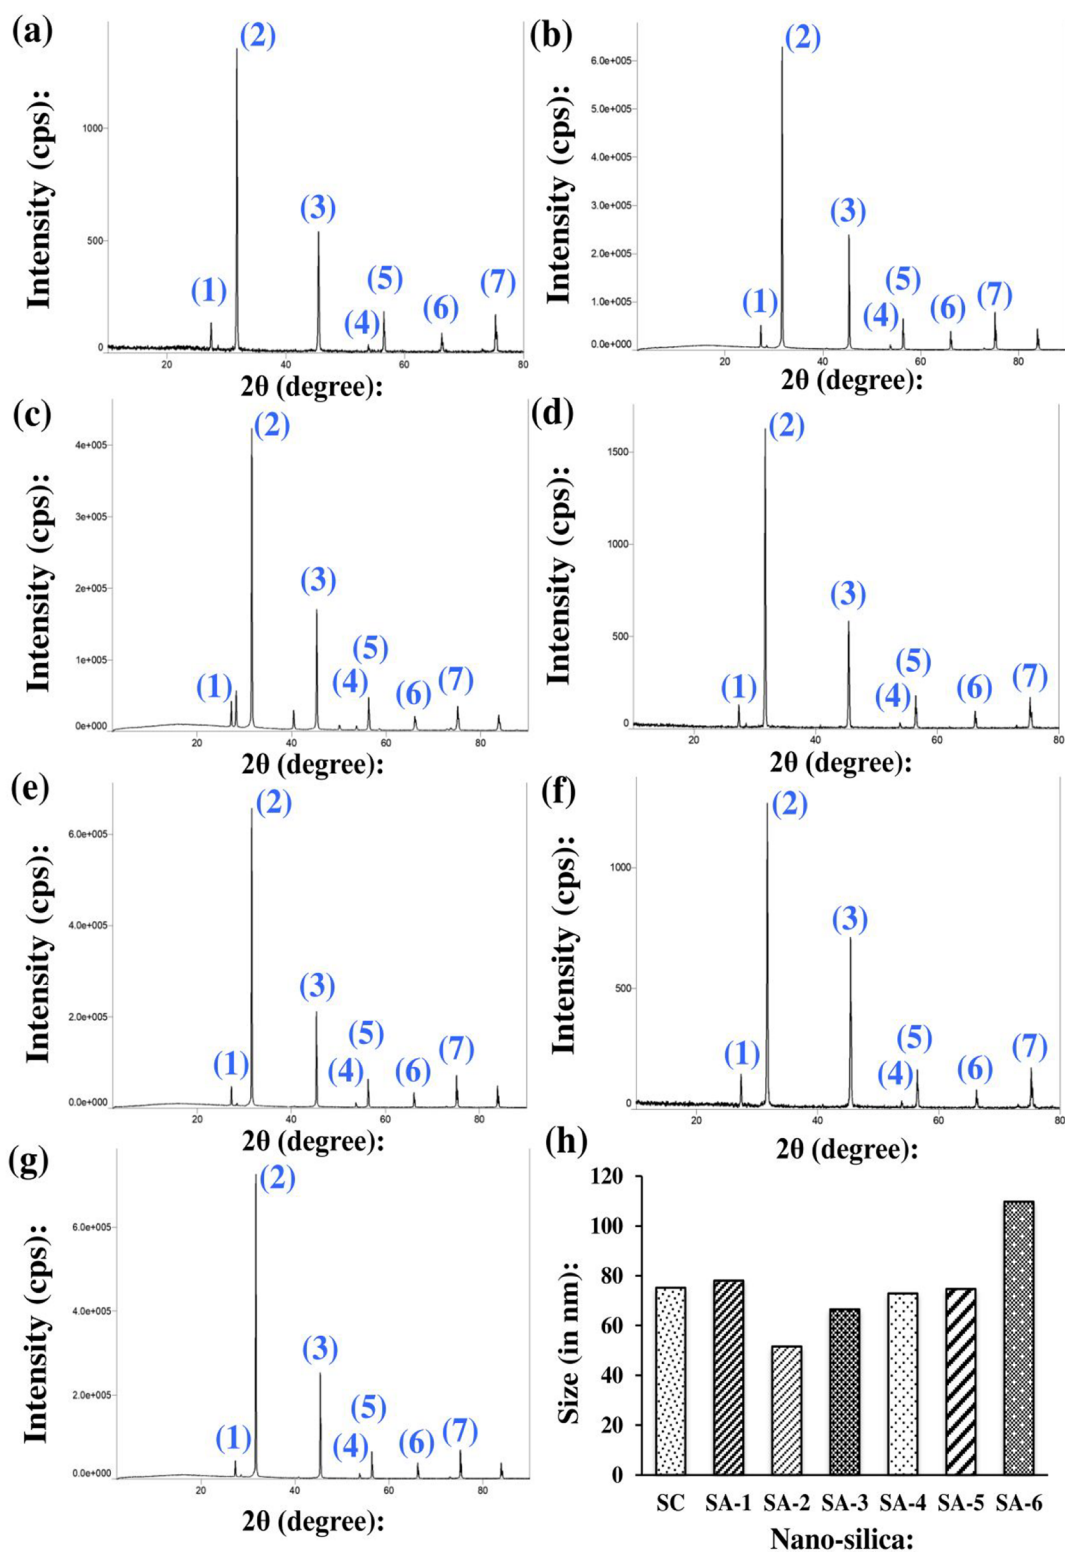 (a)
Intensity (cps):
1000
500
0
(1)
(2)
(3)
(4)
(5)
(6)
(7)
20
40
60
80
2θ (degree):
(b)
Intensity (cps):
6.0e+005
5.0e+005
4.0e+005
3.0e+005
2.0e+005
1.0e+005
0.0e+000
(1)
(2)
(3)
(4)
(5)
(6)
(7)
20
40
60
80
2θ (degree):
(c)
Intensity (cps):
4e+005
3e+005
2e+005
1e+005
0e+000
(1)
(2)
(3)
(4)
(5)
(6)
(7)
20
40
60
80
2θ (degree):
(d)
Intensity (cps):
1500
1000
500
0
(1)
(2)
(3)
(4)
(5)
(6)
(7)
20
40
60
80
2θ (degree):
(e)
Intensity (cps):
6.0e+005
4.0e+005
2.0e+005
0.0e+000
(1)
(2)
(3)
(4)
(5)
(6)
(7)
20
40
60
80
2θ (degree):
(f)
Intensity (cps):
1000
500
0
(1)
(2)
(3)
(4)
(5)
(6)
(7)
20
40
60
80
2θ (degree):
(g)
Intensity (cps):
6.0e+005
4.0e+005
2.0e+005
0.0e+000
(1)
(2)
(3)
(4)
(5)
(6)
(7)
20
40
60
80
2θ (degree):
(h)
Size (in nm):
120
100
80
60
40
20
0
SC SA-1 SA-2 SA-3 SA-4 SA-5 SA-6
Nano-silica: